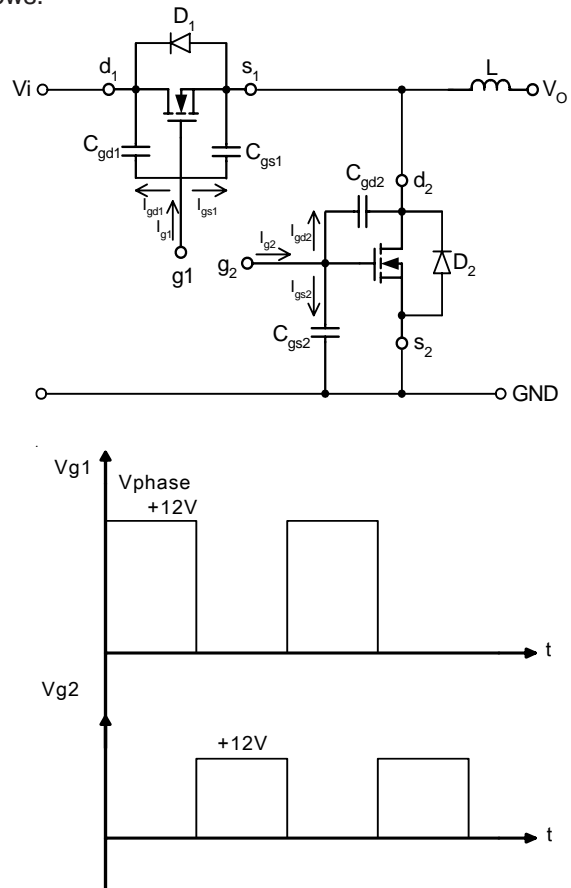 ows:
D1
d1
s1
L
Vi
VO
Cgd1
Cgs1
Cgd2
d2
Igd1
Igs1
Ig1
Ig2
Igd2
g1
g2
D2
Igs2
Cgs2
s2
GND
Vg1
Vphase
+12V
t
Vg2
+12V
t